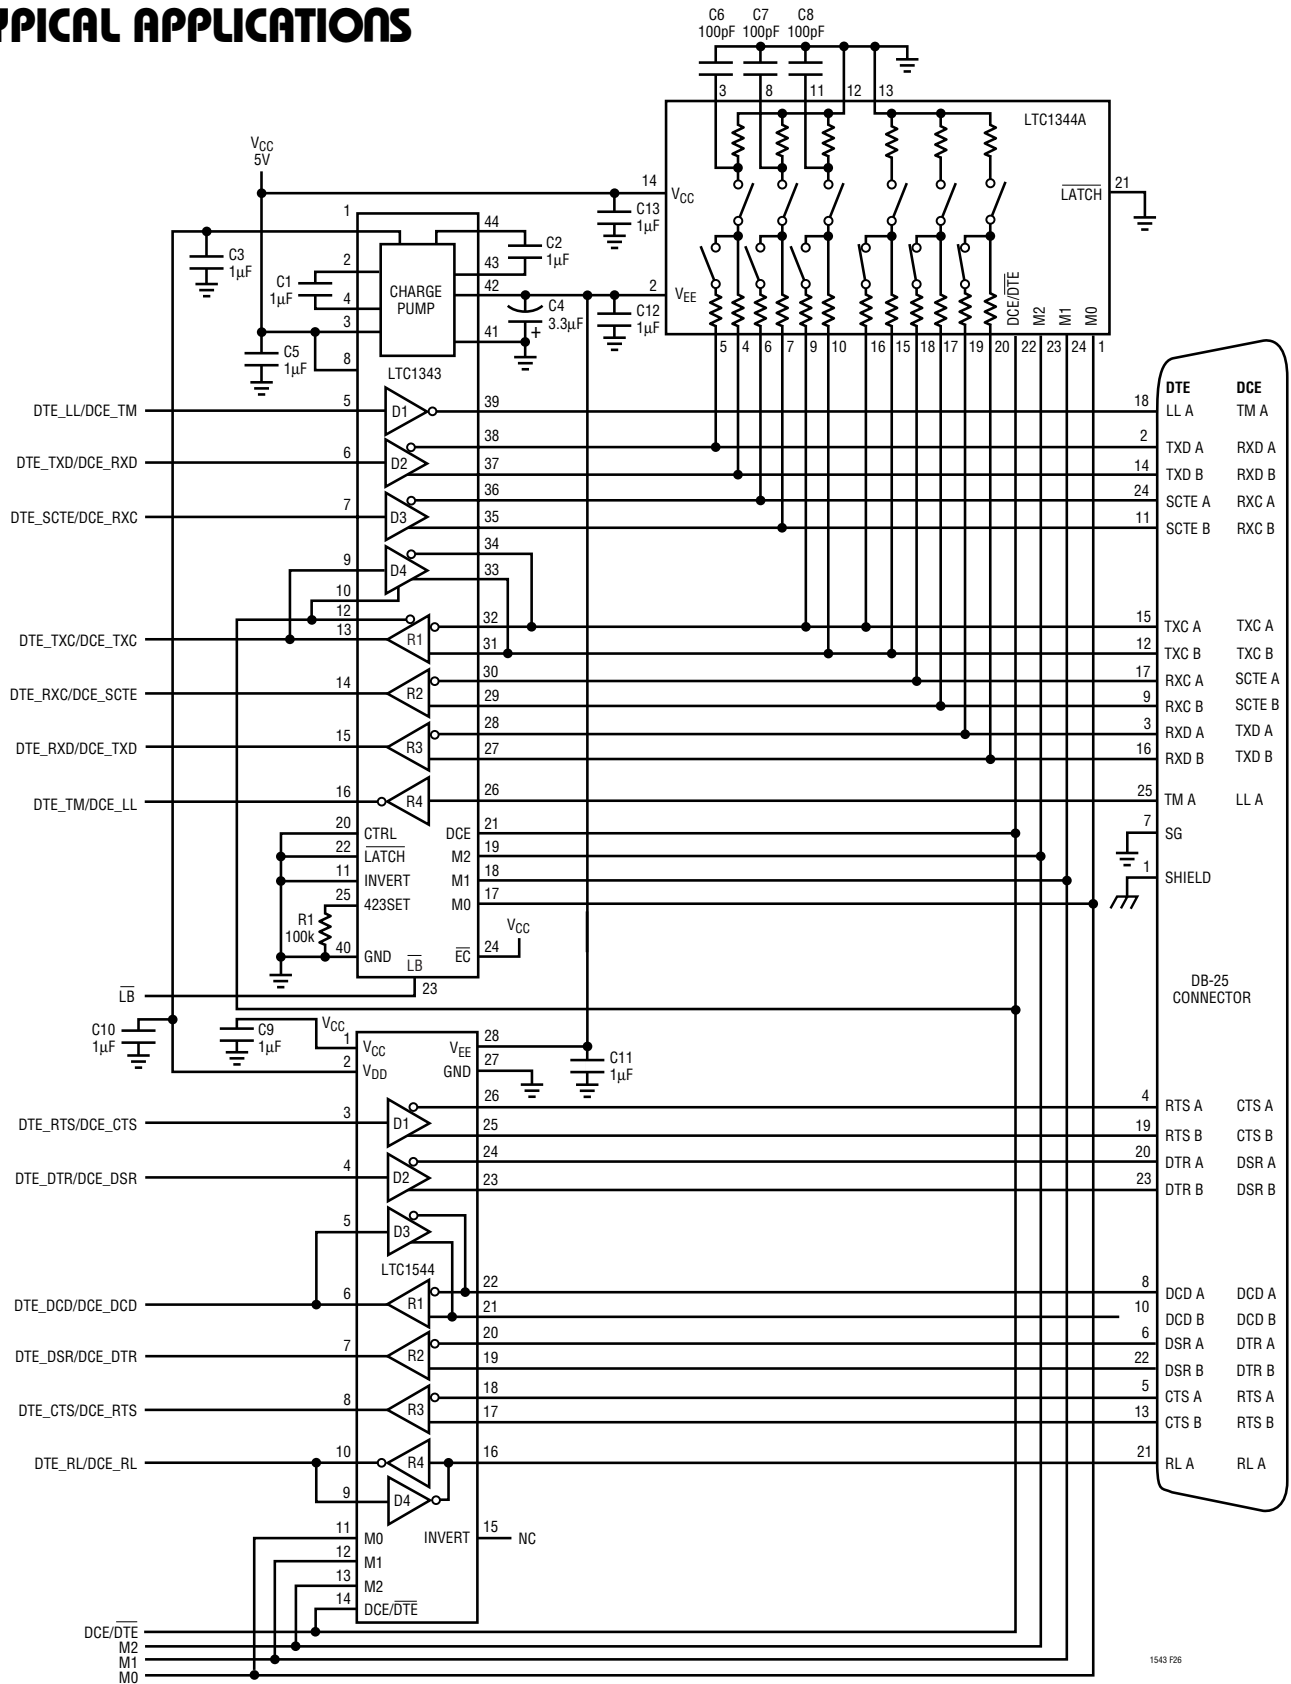 TYPICAL APPLICATIONS
C6 C7 C8
100pF 100pF 100pF
3 8 11 12 13
LTC1344A
VCC
5V
14 VCC
LATCH 21
C13
1µF
1
44
C3
1µF
C2
1µF
2
43
C1
1µF
CHARGE
PUMP
42
2 VEE
DCE/DTE M2 M1 M0
4
C4
3.3µF
+
C12
1µF
3
41
5 4 6 7 9 10 16 15 18 17 19 20 22 23 24 1
C5
1µF
8
LTC1343
DTE DCE
DTE_LL/DCE_TM 5 D1 39 18 LL A TM A
38 2 TXD A RXD A
DTE_TXD/DCE_RXD 6 D2 37 14 TXD B RXD B
36 24 SCTE A RXC A
DTE_SCTE/DCE_RXC 7 D3 35 11 SCTE B RXC B
34
9 D4 33
10
12 32 15 TXC A TXC A
DTE_TXC/DCE_TXC 13 R1 31 12 TXC B TXC B
30 17 RXC A SCTE A
DTE_RXC/DCE_SCTE 14 R2 29 9 RXC B SCTE B
28 3 RXD A TXD A
DTE_RXD/DCE_TXD 15 R3 27 16 RXD B TXD B
DTE_TM/DCE_LL 16 R4 26 25 TM A LL A
20 CTRL DCE 21 7 SG
22 LATCH M2 19
11 INVERT M1 18 1 SHIELD
25 423SET M0 17
R1
100k
VCC
40 GND EC 24
LB
LB 23
DB-25
CONNECTOR
C10
1µF
C9
1µF
VCC
1 VCC VEE 28
2 VDD GND 27
C11
1µF
26 4 RTS A CTS A
DTE_RTS/DCE_CTS 3 D1 25 19 RTS B CTS B
24 20 DTR A DSR A
DTE_DTR/DCE_DSR 4 D2 23 23 DTR B DSR B
5 D3
LTC1544
22 8 DCD A DCD A
DTE_DCD/DCE_DCD 6 R1 21 10 DCD B DCD B
20 6 DSR A DTR A
DTE_DSR/DCE_DTR 7 R2 19 22 DSR B DTR B
18 5 CTS A RTS A
DTE_CTS/DCE_RTS 8 R3 17 13 CTS B RTS B
DTE_RL/DCE_RL 10 R4 16 21 RL A RL A
9 D4
11 M0 INVERT 15 NC
12 M1
13 M2
14 DCE/DTE
DCE/DTE
M2
M1
M0
1543 F26